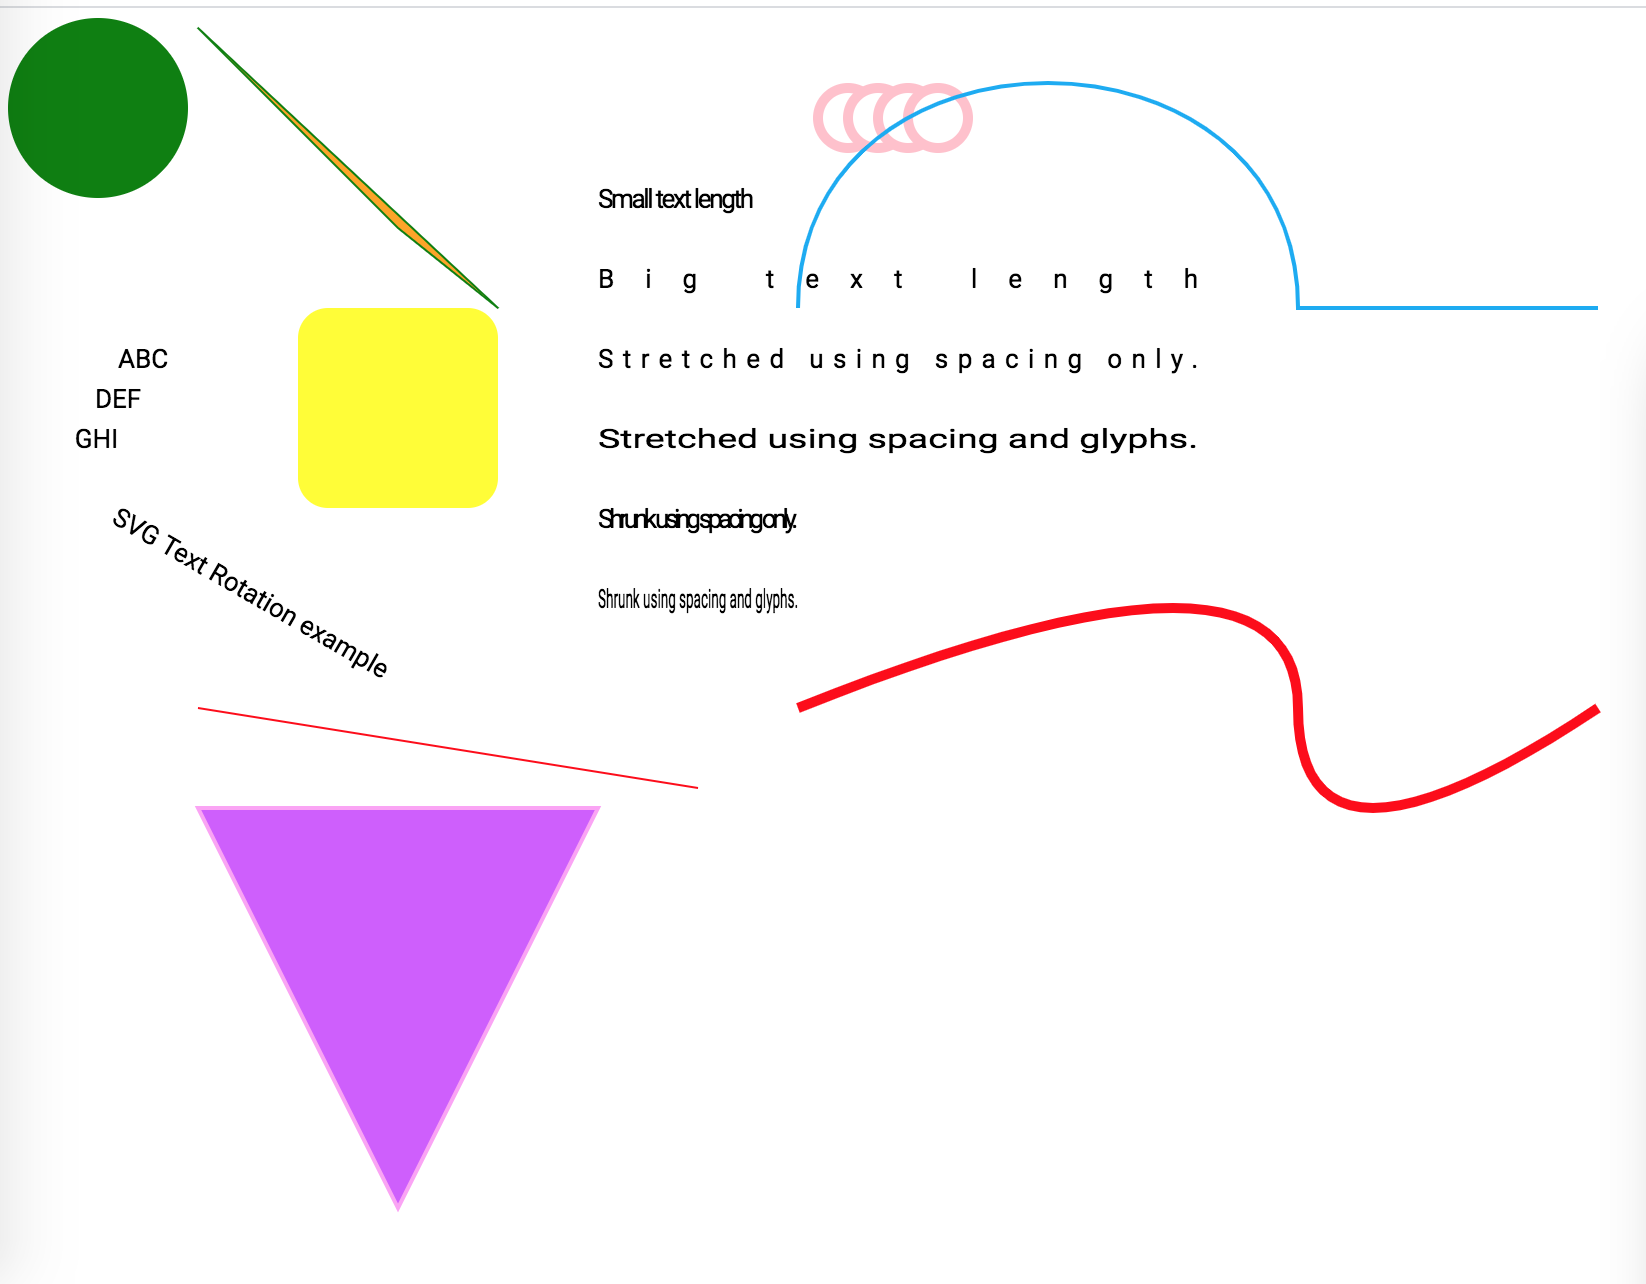 Small text length
Big text length
Stretched using spacing only.
Stretched using spacing and glyphs.
Shrunk using spacing only.
Shrunk using spacing and glyphs.
ABC
DEF
GHI
SVG Text Rotation example